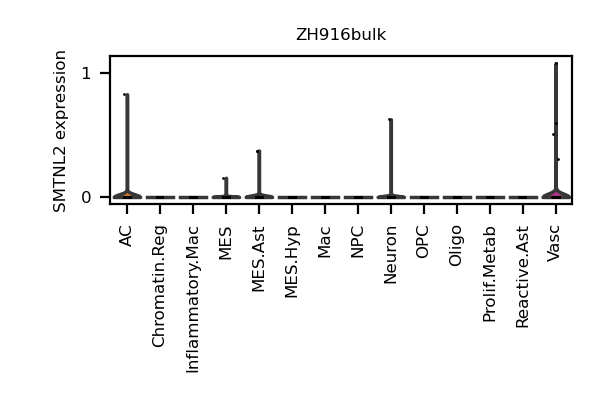 ZH916bulk
SMTNL2 expression
1
0
AC
Chromatin.Reg
Inflammatory.Mac
MES
MES.Ast
MES.Hyp
Mac
NPC
Neuron
OPC
Oligo
Prolif.Metab
Reactive.Ast
Vasc